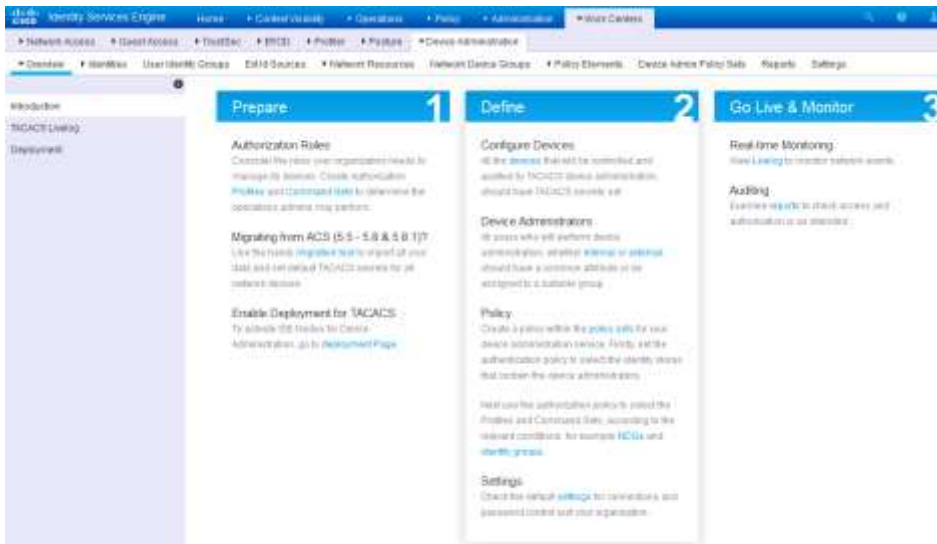 cisco Identity Services Engine Home Context Visibility Operations Policy Administration Work Centers
Network Access Guest Access TrustSec BYOD Profiler Posture Device Administration
Overview Identities User Identity Groups Ext Id Sources Network Resources Network Device Groups Policy Elements Device Admin Policy Sets Reports Settings
Introduction
TACACS Livelog
Deployment
Prepare 1
Authorization Roles
Consider the roles your organization needs to
manage its devices. Create authorization
Profiles and Command Sets to determine the
operations admins may perform.
Migrating from ACS (5.5 - 5.8 & 5.8.1)?
Use the handy migration tool to import all your
data and set default TACACS secrets for all
network devices.
Enable Deployment for TACACS
To activate ISE Nodes for Device
Administration, go to Deployment Page.
Define 2
Configure Devices
All the devices that will be controlled and
audited by TACACS device administration,
should have TACACS secrets set.
Device Administrators
All users who will perform device
administration, whether internal or external
should have a common attribute or be
assigned to a suitable group.
Policy
Create a policy within the policy sets for your
device administration service. Firstly, set the
authentication policy to select the identity stores
that contain the device administrators.
Next use the authorization policy to select the
Profiles and Command Sets, according to the
relevant conditions, for example NDGs and
identity groups.
Settings
Check the default settings for connections and
password control suit your organisation.
Go Live & Monitor 3
Real-time Monitoring
View Livelog to monitor network events.
Auditing
Examine reports to check access and
authorisation is as intended.